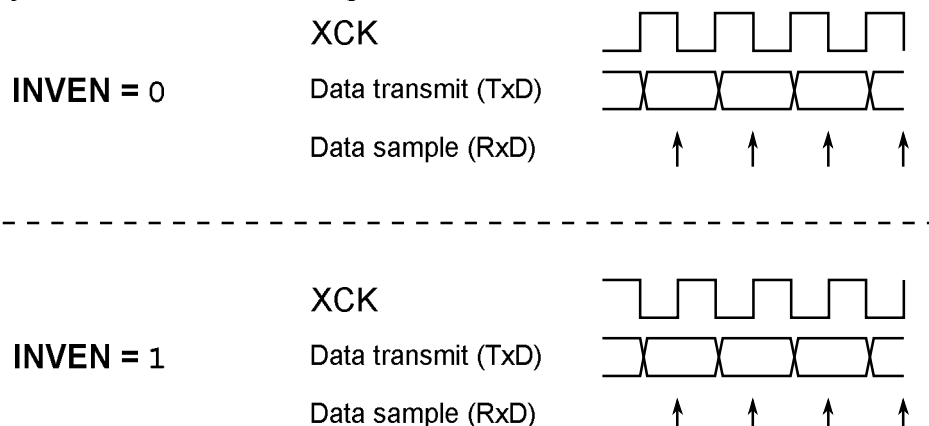 XCK
INVEN = 0
Data transmit (TxD)
Data sample (RxD)
XCK
INVEN = 1
Data transmit (TxD)
Data sample (RxD)